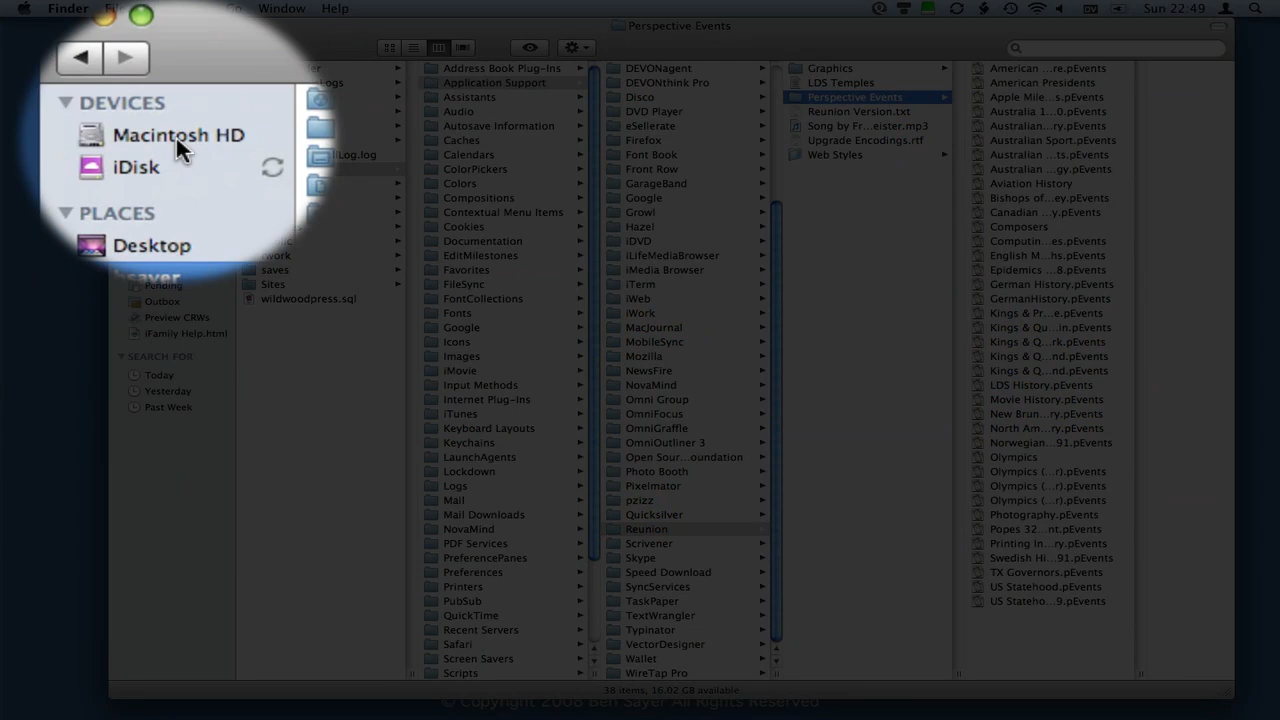 Finder
Go
Window
Help
Sun 22:49
Perspective Events
DEVICES
Macintosh HD
iDisk
PLACES
Desktop
Pending
Outbox
Preview CRWs
iFamily Help.html
SEARCH FOR
Today
Yesterday
Past Week
saves
Sites
wildwoodpress.sql
Address Book Plug-Ins
Application Support
Assistants
Audio
Autosave Information
Caches
Calendars
ColorPickers
Colors
Compositions
Contextual Menu Items
Cookies
Documentation
EditMilestones
Favorites
FileSync
FontCollections
Fonts
Google
Icons
Images
iMovie
Input Methods
Internet Plug-Ins
iTunes
Keyboard Layouts
Keychains
LaunchAgents
Lockdown
Logs
Mail
Mail Downloads
NovaMind
PDF Services
PreferencePanes
Preferences
Printers
PubSub
QuickTime
Recent Servers
Safari
Screen Savers
Scripts
DEVONagent
DEVONthink Pro
Disco
DVD Player
eSellerate
Firefox
Font Book
Front Row
GarageBand
Google
Growl
Hazel
iDVD
iLifeMediaBrowser
iMedia Browser
iTerm
iWeb
iWork
MacJournal
MobileSync
Mozilla
NewsFire
NovaMind
Omni Group
OmniFocus
OmniGraffle
OmniOutliner 3
Open Sour...oundation
Photo Booth
Pixelmator
pzizz
Quicksilver
Reunion
Scrivener
Skype
Speed Download
SyncServices
TaskPaper
TextWrangler
Typinator
VectorDesigner
Wallet
WireTap Pro
Graphics
LDS Templates
Perspective Events
Reunion Version.txt
Song by Fr...eister.mp3
Upgrade Encodings.rtf
Web Styles
American ...re.pEvents
American Presidents
Apple Mile...s.pEvents
Australian...h.pEvents
Australian Sport.pEvents
Australian ...ts.pEvents
Australian ...gy.pEvents
Aviation History
Bishops of...ey.pEvents
Canadian ...y.pEvents
Composers
Computin...es.pEvents
English M...hs.pEvents
Epidemics ...8.pEvents
German History.pEvents
GermanHistory.pEvents
Kings & Pr...e.pEvents
Kings & Qu...in.pEvents
Kings & Q...rk.pEvents
Kings & Q...nd.pEvents
Kings & Q...nd.pEvents
LDS History.pEvents
Movie History.pEvents
New Brun...ry.pEvents
North Am...ry.pEvents
Norwegian...91.pEvents
Olympics
Olympics (...r).pEvents
Olympics (...r).pEvents
Olympics (...r).pEvents
Photography.pEvents
Popes 32...nt.pEvents
Printing In...ry.pEvents
Swedish Hi...91.pEvents
TX Governors.pEvents
US Statehood.pEvents
US Stateho...9.pEvents
38 items, 16.02 GB available
© Copyright 2008 Ben Sayer All Rights Reserved